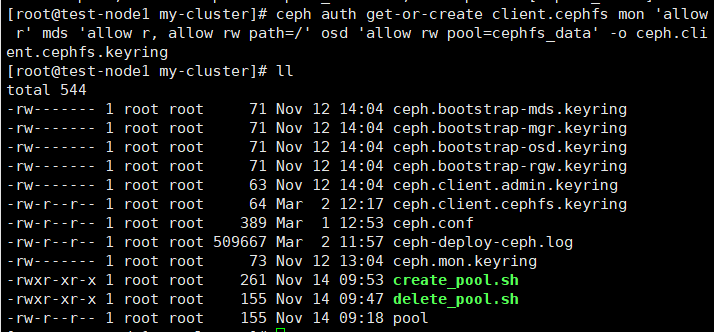 [root@test-node1 my-cluster]# ceph auth get-or-create client.cephfs mon 'allow
 r' mds 'allow r, allow rw path=/' osd 'allow rw pool=cephfs_data' -o ceph.cli
ent.cephfs.keyring
[root@test-node1 my-cluster]# ll
total 544
-rw------- 1 root root     71 Nov 12 14:04 ceph.bootstrap-mds.keyring
-rw------- 1 root root     71 Nov 12 14:04 ceph.bootstrap-mgr.keyring
-rw------- 1 root root     71 Nov 12 14:04 ceph.bootstrap-osd.keyring
-rw------- 1 root root     71 Nov 12 14:04 ceph.bootstrap-rgw.keyring
-rw------- 1 root root     63 Nov 12 14:04 ceph.client.admin.keyring
-rw-r--r-- 1 root root     64 Mar  2 12:17 ceph.client.cephfs.keyring
-rw-r--r-- 1 root root    389 Mar  1 12:53 ceph.conf
-rw-r--r-- 1 root root 509667 Mar  2 11:57 ceph-deploy-ceph.log
-rw------- 1 root root     73 Nov 12 13:04 ceph.mon.keyring
-rwxr-xr-x 1 root root    261 Nov 14 09:53 create_pool.sh
-rwxr-xr-x 1 root root    155 Nov 14 09:47 delete_pool.sh
-rw-r--r-- 1 root root    155 Nov 14 09:18 pool